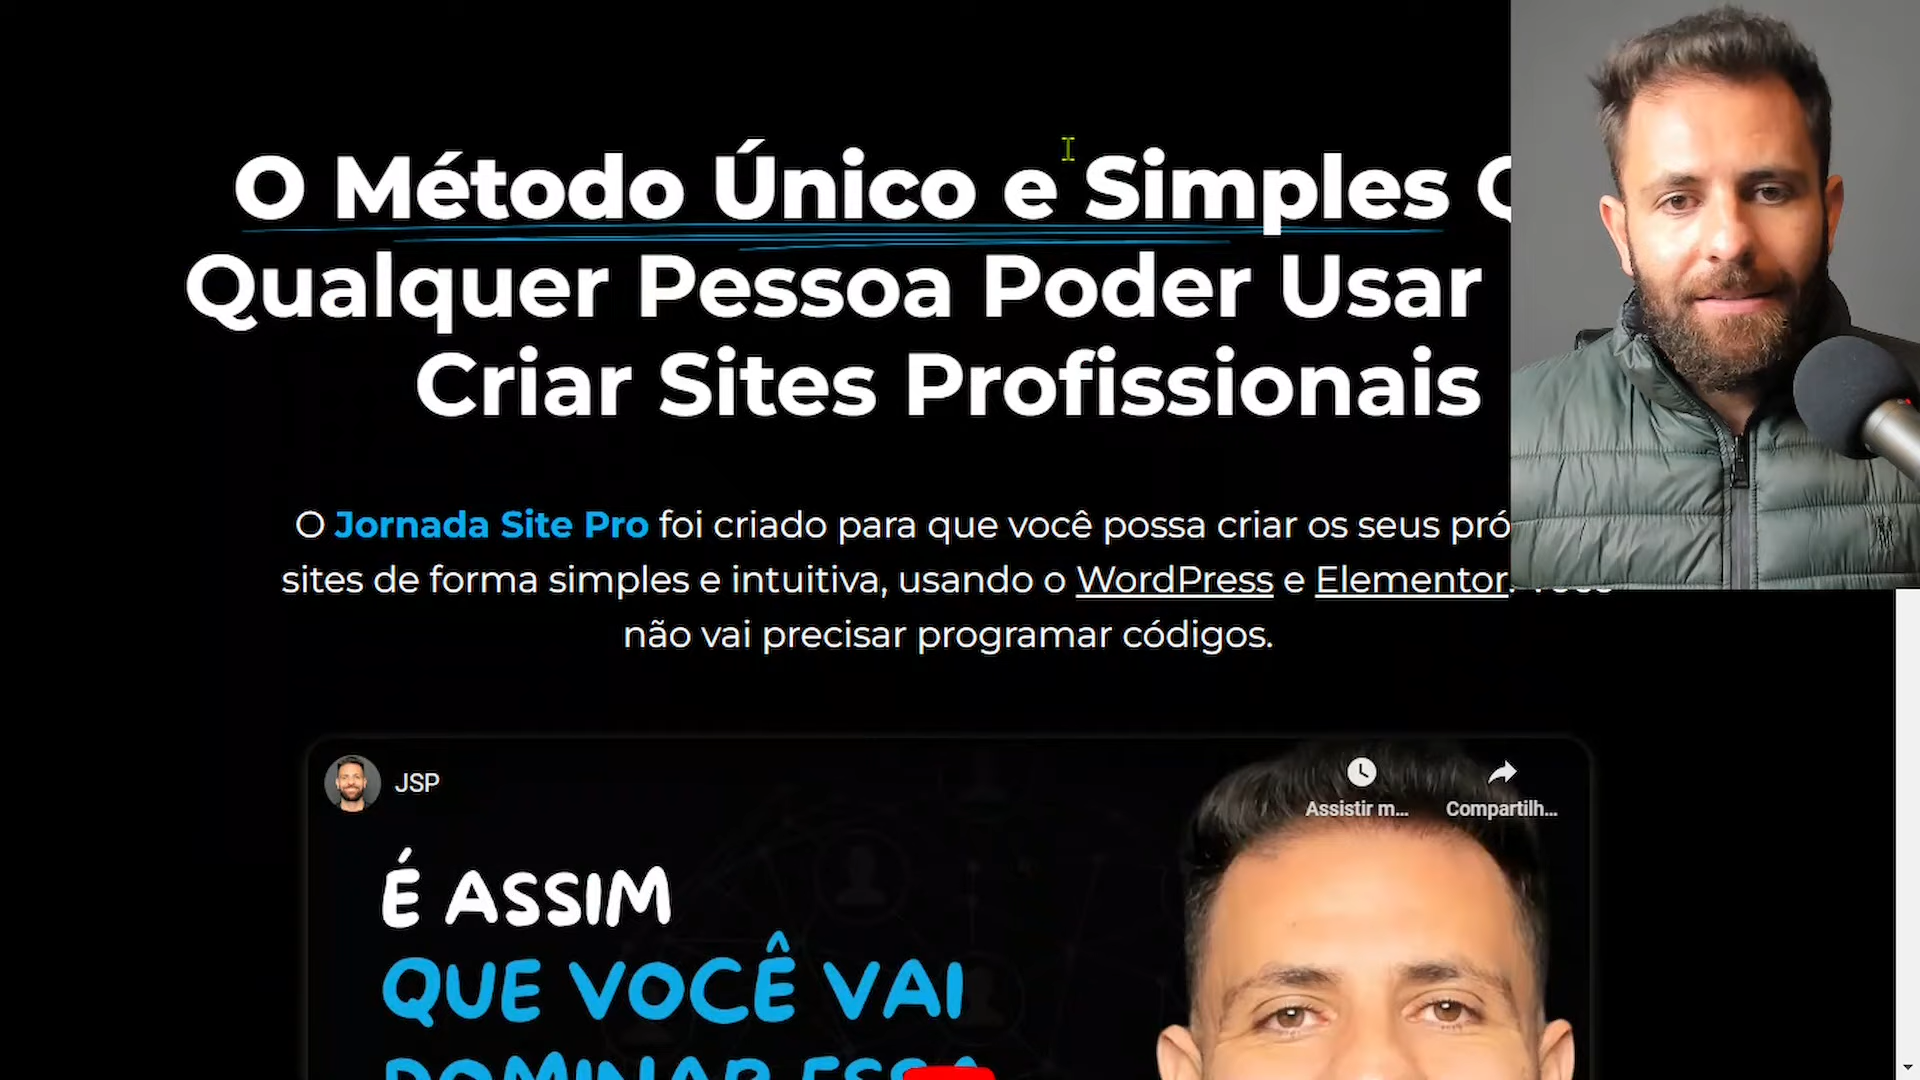 O Método Único e Simples
Qualquer Pessoa Poder Usar
Criar Sites Profissionais
O Jornada Site Pro foi criado para que você possa criar os seus pró
sites de forma simples e intuitiva, usando o WordPress e Elementor.
não vai precisar programar códigos.
JSP
Assistir m...
Compartilh...
É ASSIM
QUE VOCÊ VAI
DOMINAR ESSA